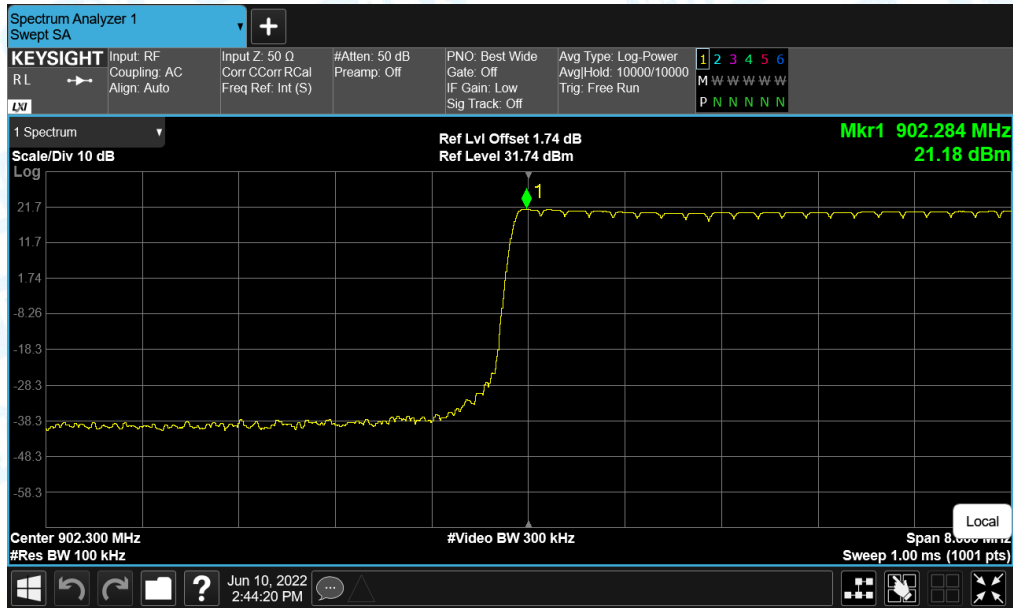 Spectrum Analyzer 1
Swept SA
+
KEYSIGHT
R L
LXI
Input: RF
Coupling: AC
Align: Auto
Input Z: 50 Ω
Corr CCorr RCal
Freq Ref: Int (S)
#Atten: 50 dB
Preamp: Off
PNO: Best Wide
Gate: Off
IF Gain: Low
Sig Track: Off
Avg Type: Log-Power
Avg|Hold: 10000/10000
Trig: Free Run
1 2 3 4 5 6
M W W W W W
P N N N N N
1 Spectrum
Scale/Div 10 dB
Log
Ref Lvl Offset 1.74 dB
Ref Level 31.74 dBm
Mkr1 902.284 MHz
21.18 dBm
1
21.7
11.7
1.74
-8.26
-18.3
-28.3
-38.3
-48.3
-58.3
Local
Center 902.300 MHz
#Res BW 100 kHz
#Video BW 300 kHz
Span
Sweep 1.00 ms (1001 pts)
?
Jun 10, 2022
2:44:20 PM